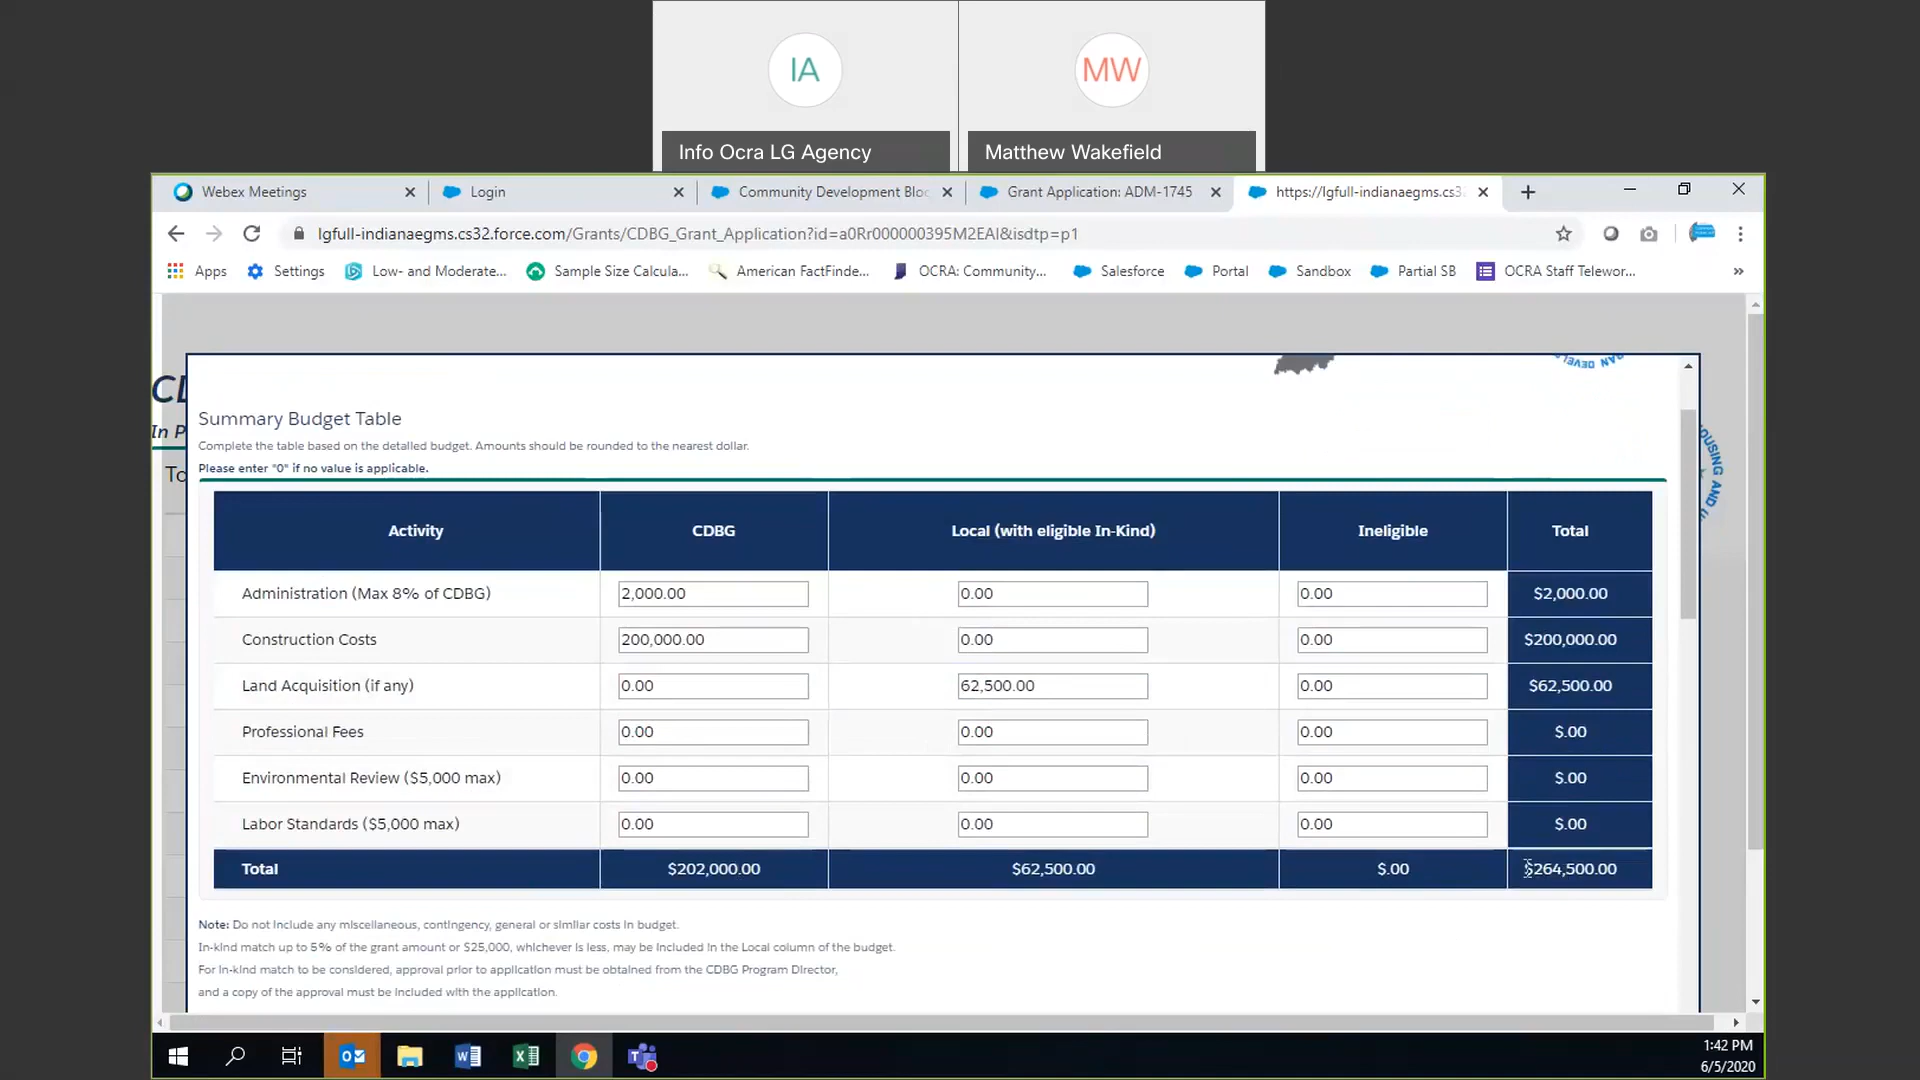 IA
MW
Info Ocra LG Agency
Matthew Wakefield
Webex Meetings
Login
Community Development Bloc
Grant Application: ADM-1745
https://lgfull-indianaegms.cs3
lgfull-indianaegms.cs32.force.com/Grants/CDBG_Grant_Application?id=a0Rr000000395M2EAI&isdtp=p1
Apps
Settings
Low- and Moderate...
Sample Size Calcula...
American FactFinde...
OCRA: Community...
Salesforce
Portal
Sandbox
Partial SB
OCRA Staff Telewor...
»
CD
In P
To
OUSING AND U
Summary Budget Table
Complete the table based on the detailed budget. Amounts should be rounded to the nearest dollar.
Please enter "0" if no value is applicable.
Activity CDBG Local (with eligible In-Kind) Ineligible Total
Administration (Max 8% of CDBG) 2,000.00 0.00 0.00 $2,000.00
Construction Costs 200,000.00 0.00 0.00 $200,000.00
Land Acquisition (if any) 0.00 62,500.00 0.00 $62,500.00
Professional Fees 0.00 0.00 0.00 $.00
Environmental Review ($5,000 max) 0.00 0.00 0.00 $.00
Labor Standards ($5,000 max) 0.00 0.00 0.00 $.00
Total $202,000.00 $62,500.00 $.00 $264,500.00
Note: Do not include any miscellaneous, contingency, general or similar costs in budget.
In-kind match up to 5% of the grant amount or $25,000, whichever is less, may be included in the Local column of the budget.
For in-kind match to be considered, approval prior to application must be obtained from the CDBG Program Director,
and a copy of the approval must be included with the application.
1:42 PM
6/5/2020